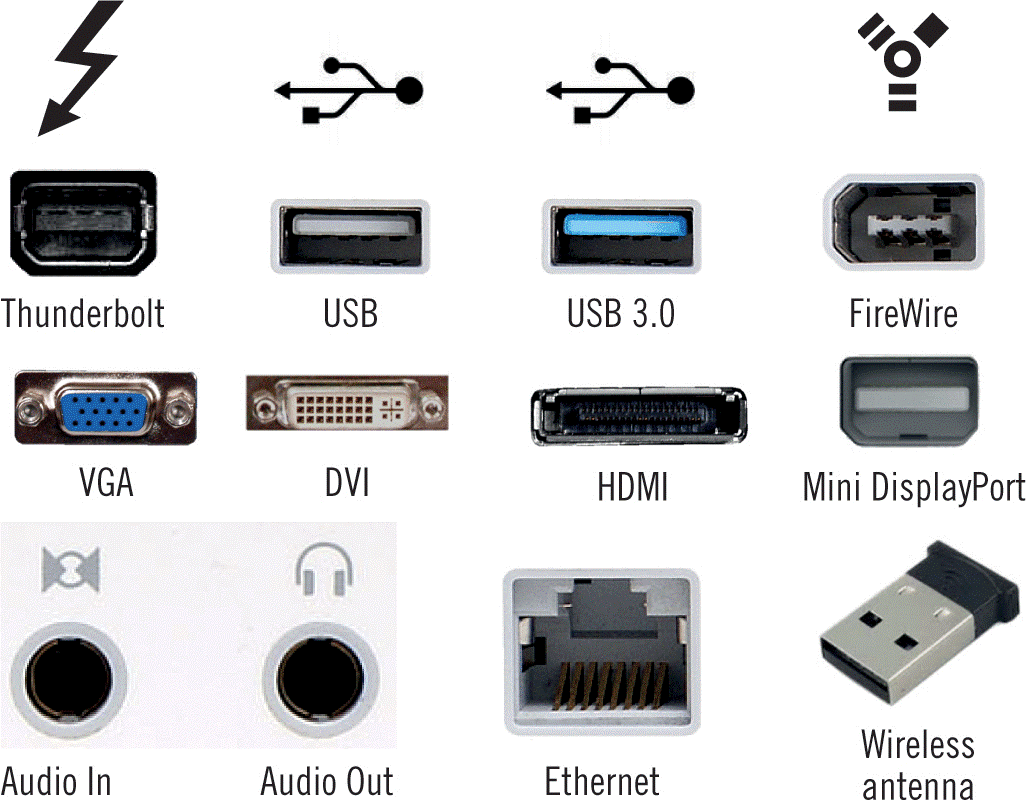 Thunderbolt
USB
USB 3.0
FireWire
VGA
DVI
HDMI
Mini DisplayPort
Audio In
Audio Out
Ethernet
Wireless
antenna